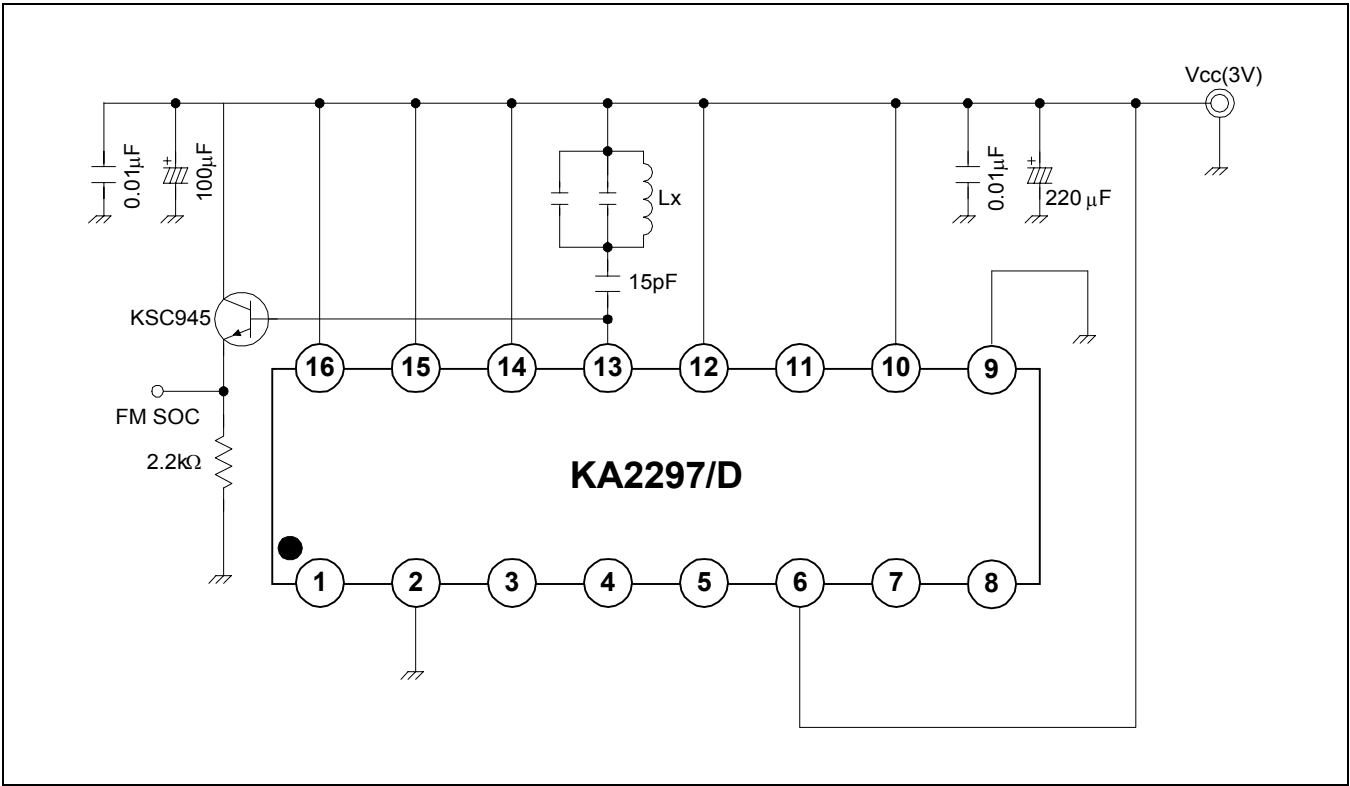 Vcc(3V)
0.01μF
100μF
Lx
0.01μF
220 μF
15pF
KSC945
16
15
14
13
12
11
10
9
FM SOC
2.2kΩ
KA2297/D
1
2
3
4
5
6
7
8